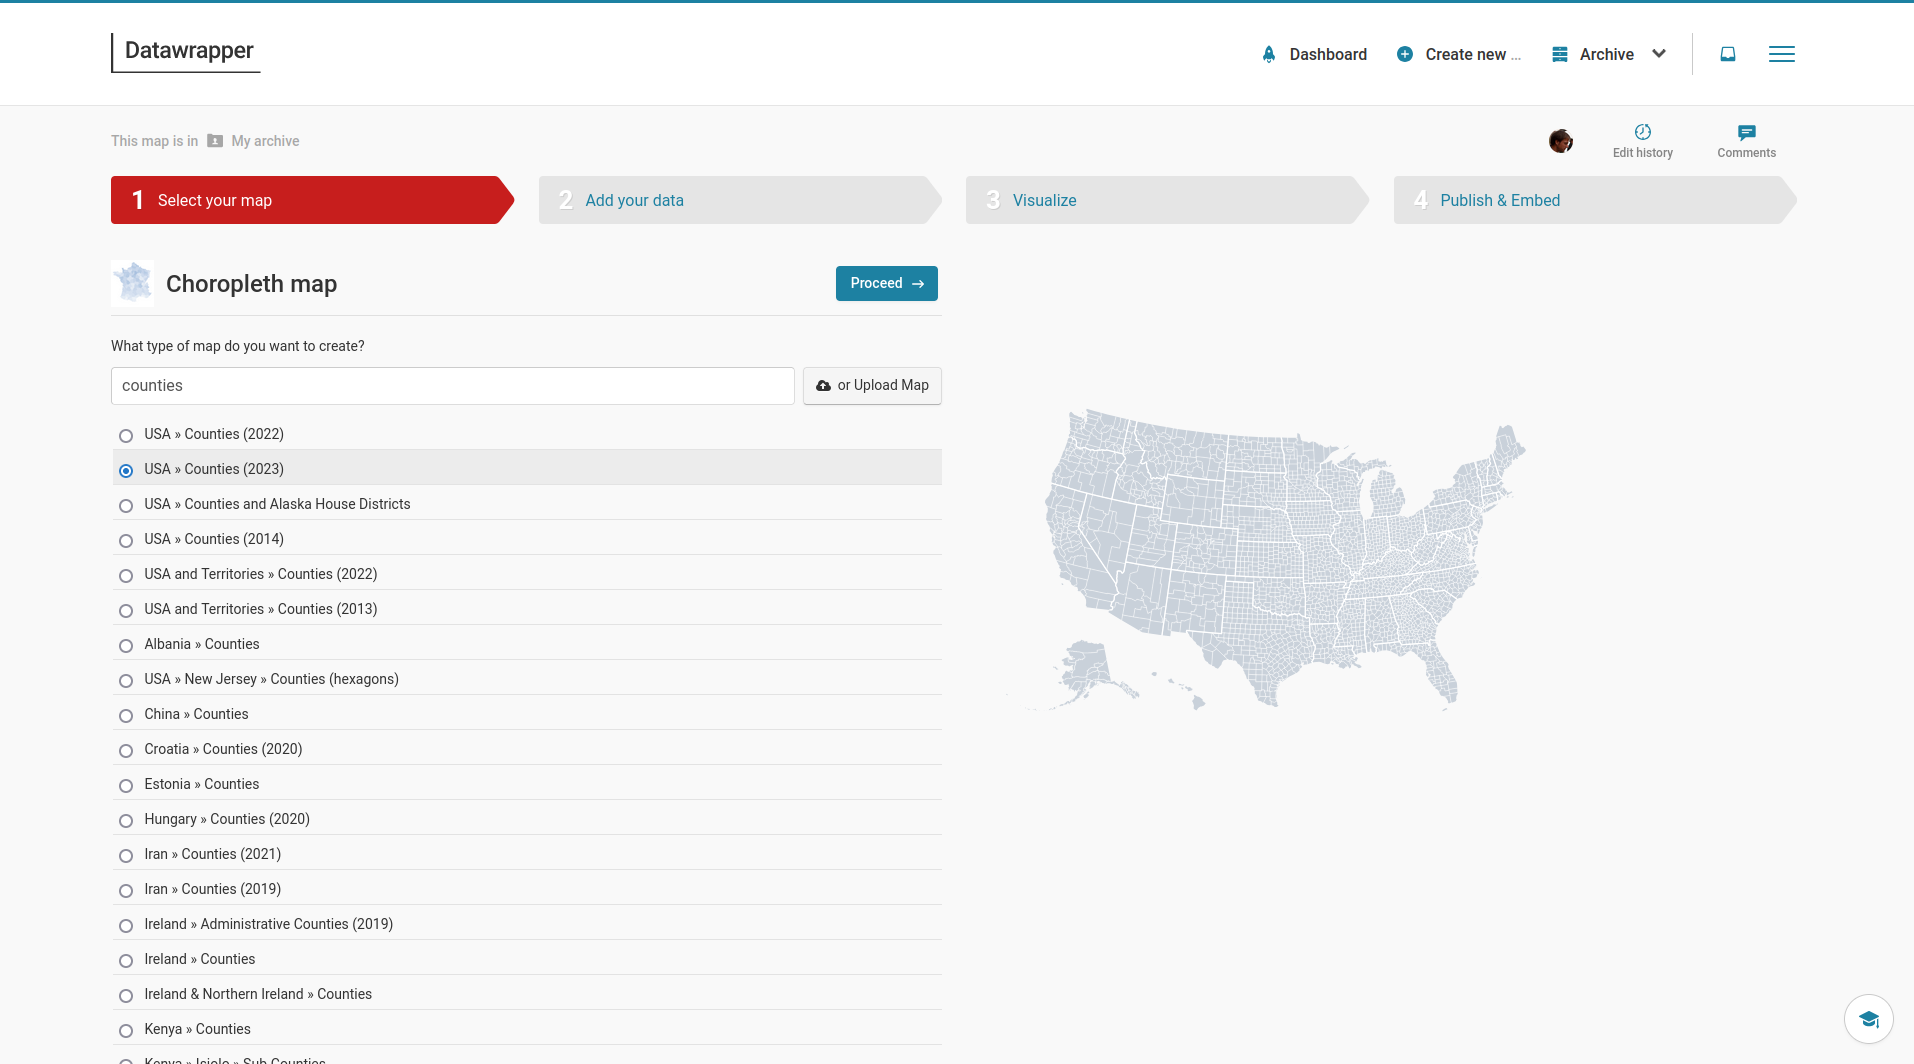 Datawrapper
Dashboard
Create new ...
Archive
This map is in My archive
Edit history
Comments
1 Select your map
2 Add your data
3 Visualize
4 Publish & Embed
Choropleth map
Proceed →
What type of map do you want to create?
counties
or Upload Map
USA » Counties (2022)
USA » Counties (2023)
USA » Counties and Alaska House Districts
USA » Counties (2014)
USA and Territories » Counties (2022)
USA and Territories » Counties (2013)
Albania » Counties
USA » New Jersey » Counties (hexagons)
China » Counties
Croatia » Counties (2020)
Estonia » Counties
Hungary » Counties (2020)
Iran » Counties (2021)
Iran » Counties (2019)
Ireland » Administrative Counties (2019)
Ireland » Counties
Ireland & Northern Ireland » Counties
Kenya » Counties
Kenya » Isiolo » Sub Counties